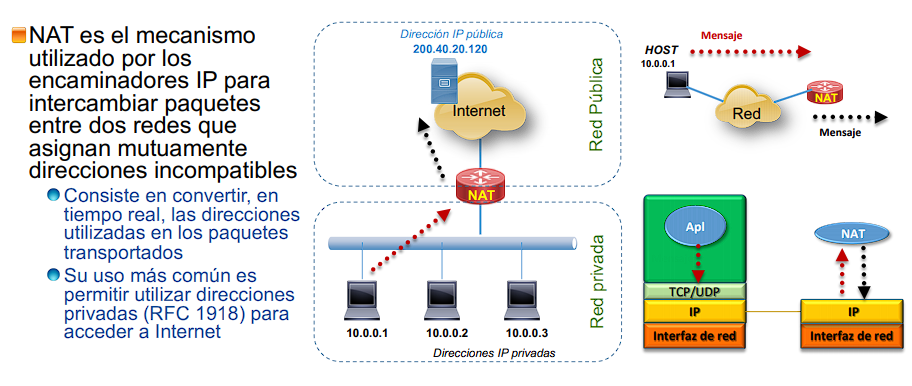 NAT es el mecanismo
utilizado por los
encaminadores IP para
intercambiar paquetes
entre dos redes que
asignan mutuamente
direcciones incompatibles
Consiste en convertir, en
tiempo real, las direcciones
utilizadas en los paquetes
transportados
Su uso más común es
permitir utilizar direcciones
privadas (RFC 1918) para
acceder a Internet
Dirección IP pública
200.40.20.120
Internet
Red Pública
NAT
Red privada
10.0.0.1
10.0.0.2
10.0.0.3
Direcciones IP privadas
Mensaje
HOST
10.0.0.1
Red
NAT
Mensaje
Apl
TCP/UDP
IP
Interfaz de red
NAT
IP
Interfaz de red